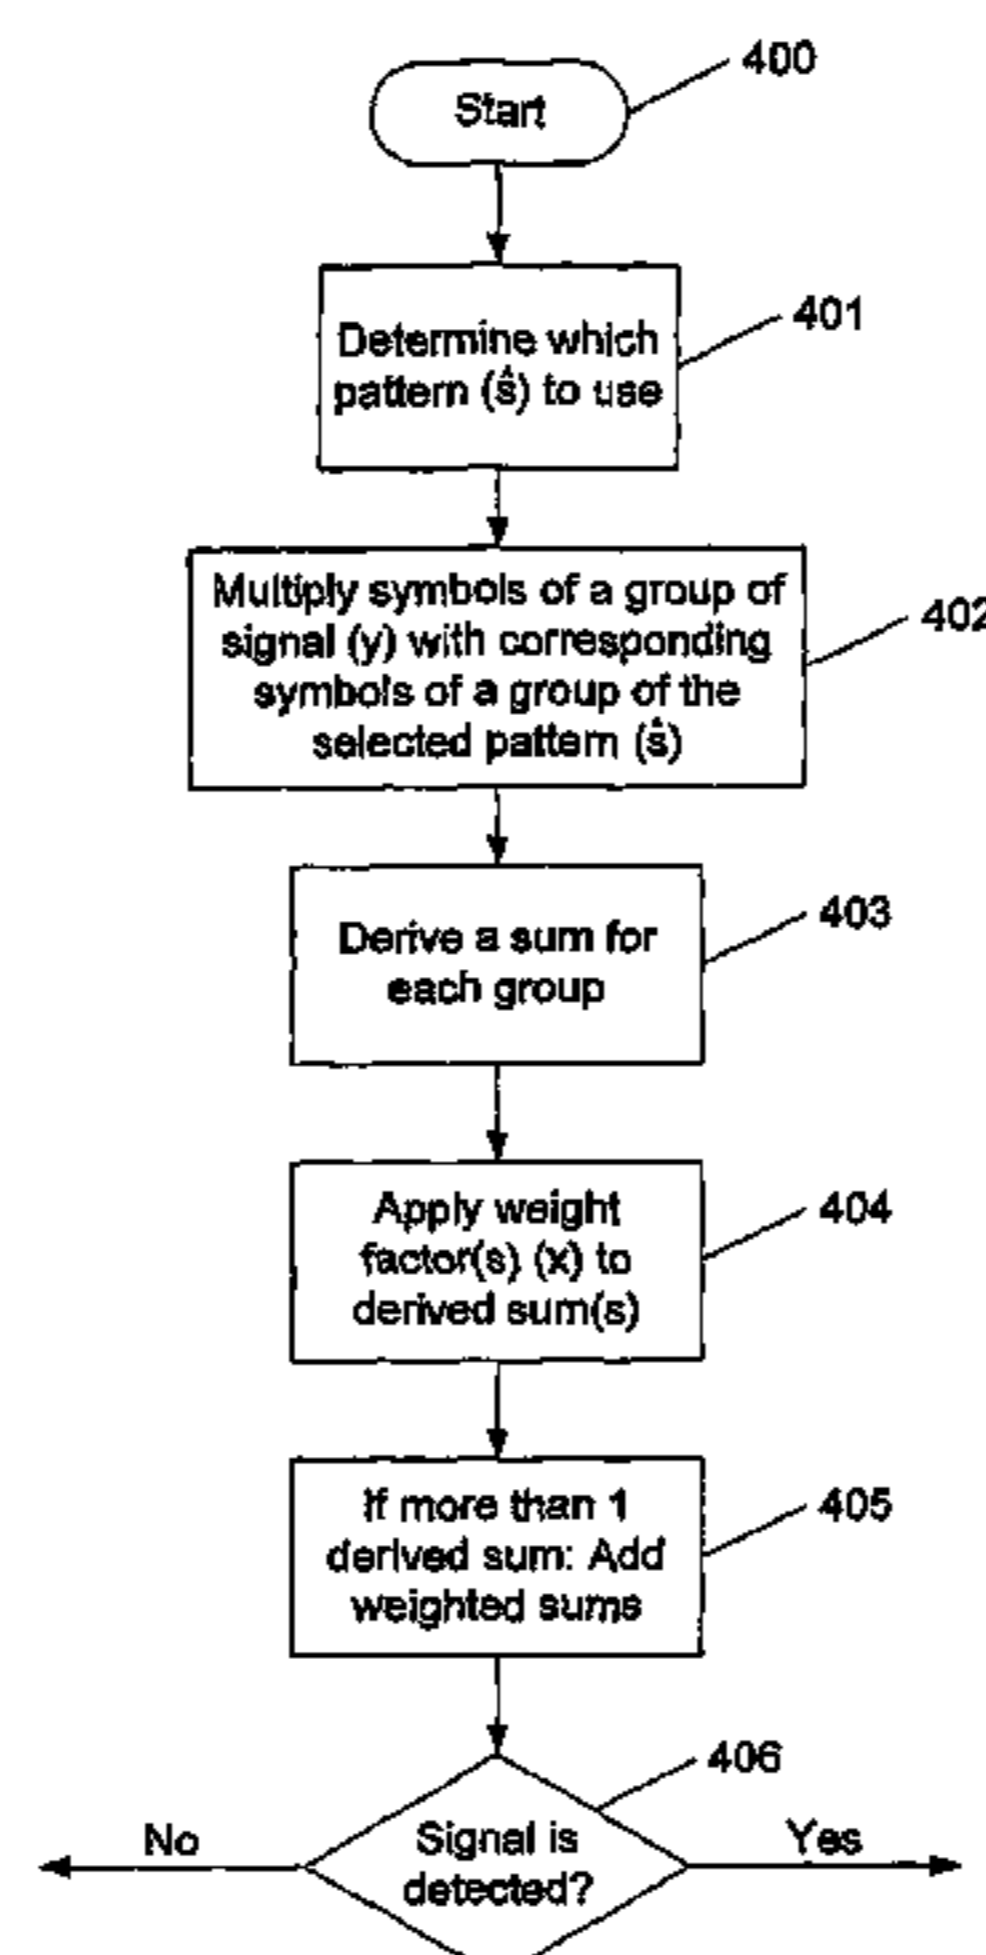 400
Start
401
Determine which
pattern (ŝ) to use
402
Multiply symbols of a group of
signal (y) with corresponding
symbols of a group of the
selected pattern (ŝ)
403
Derive a sum for
each group
404
Apply weight
factor(s) (x) to
derived sum(s)
405
If more than 1
derived sum: Add
weighted sums
406
No
Signal is
detected?
Yes